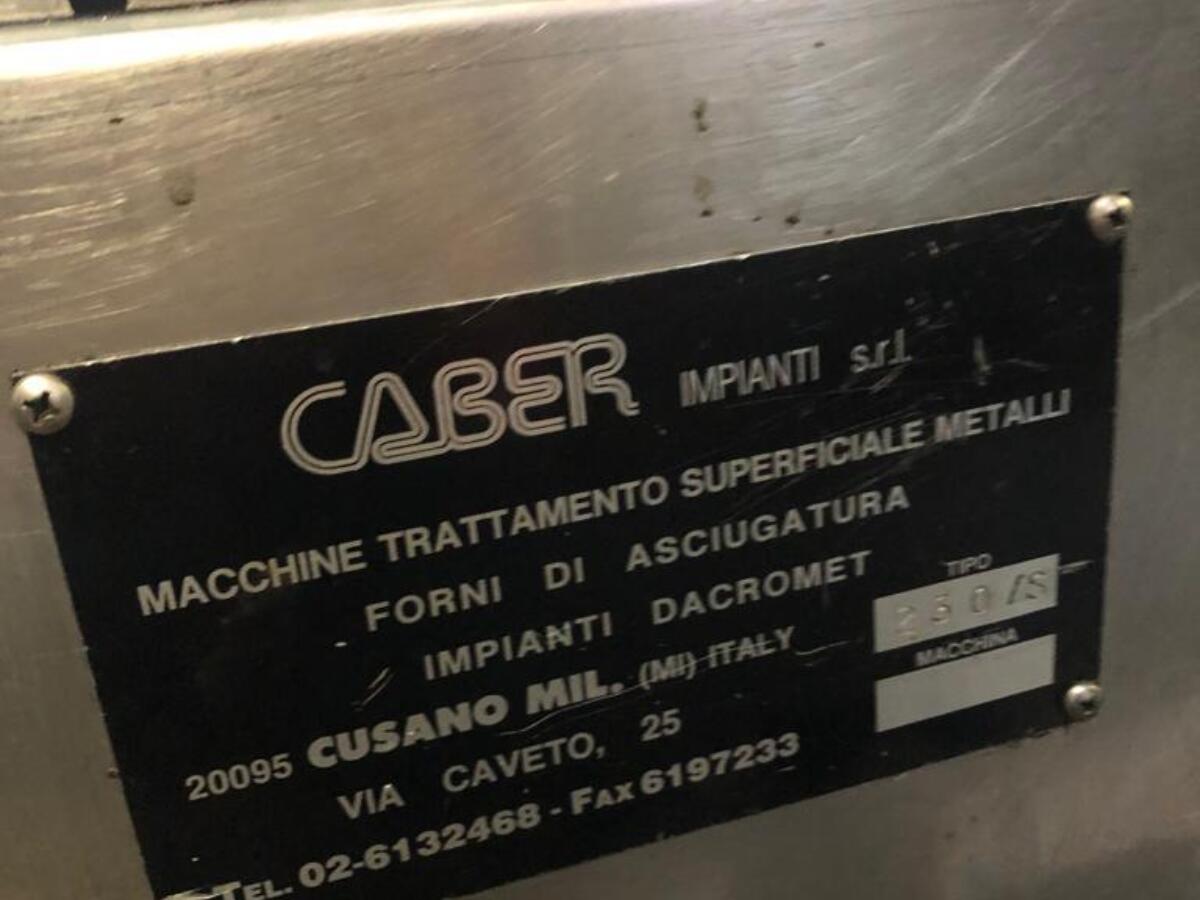 CABER IMPIANTI s.r.l.
MACCHINE TRATTAMENTO SUPERFICIALE METALLI
FORNI DI ASCIUGATURA
IMPIANTI DACROMET
TIPO
/S
20095 CUSANO MIL. (MI) ITALY
MACCHINA
VIA CAVETO, 25
TEL. 02-6132468 - FAX 6197233